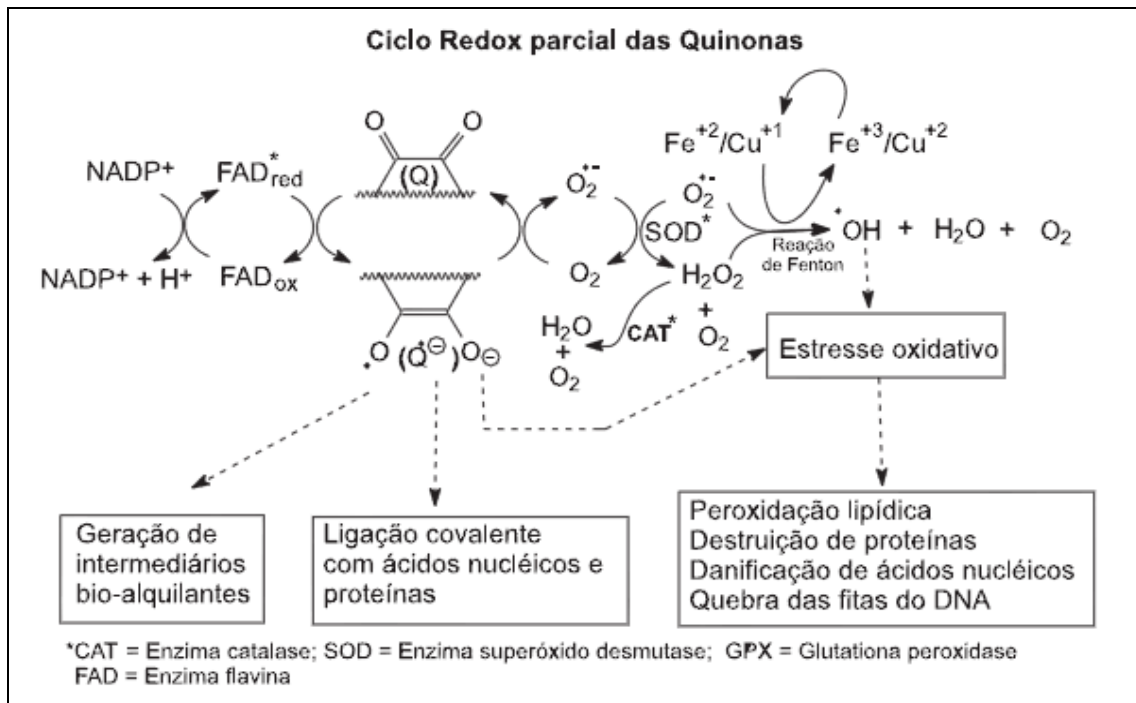 Ciclo Redox parcial das Quinonas
NADP+
FAD*red
O O
(Q)
O2•-
O2•-
Fe+2/Cu+1
Fe+3/Cu+2
NADP+ + H+
FADox
O2
SOD*
H2O2
+
O2
Reação
de Fenton
•OH + H2O + O2
CAT*
H2O
+
O2
•O (Q•⊖) O⊖
Estresse oxidativo
Geração de
intermediários
bio-alquilantes
Ligação covalente
com ácidos nucléicos e
proteínas
Peroxidação lipídica
Destruição de proteínas
Danificação de ácidos nucléicos
Quebra das fitas do DNA
*CAT = Enzima catalase; SOD = Enzima superóxido desmutase; GPX = Glutationa peroxidase
FAD = Enzima flavina